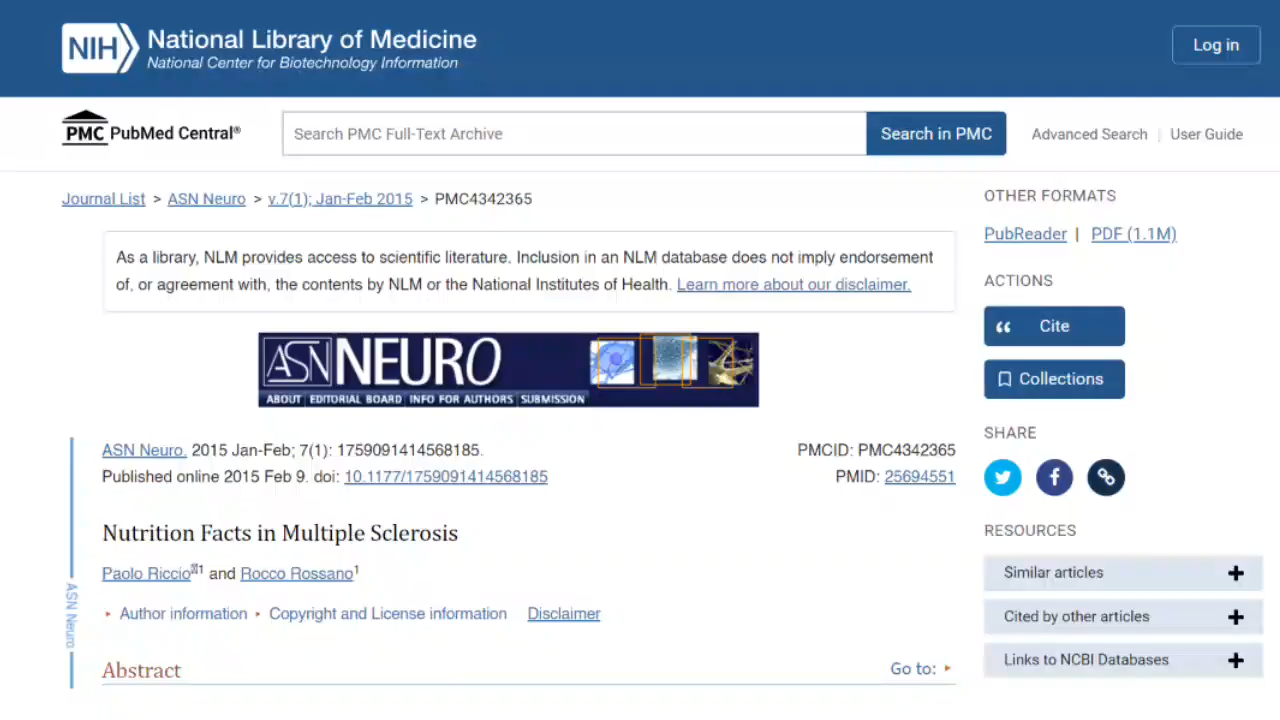 NIH National Library of Medicine
National Center for Biotechnology Information
Log in
PMC PubMed Central®
Search PMC Full-Text Archive
Search in PMC
Advanced Search | User Guide
Journal List > ASN Neuro > v.7(1); Jan-Feb 2015 > PMC4342365
As a library, NLM provides access to scientific literature. Inclusion in an NLM database does not imply endorsement
of, or agreement with, the contents by NLM or the National Institutes of Health. Learn more about our disclaimer.
ASN NEURO
ABOUT | EDITORIAL BOARD | INFO FOR AUTHORS | SUBMISSION
ASN Neuro. 2015 Jan-Feb; 7(1): 1759091414568185.
PMCID: PMC4342365
Published online 2015 Feb 9. doi: 10.1177/1759091414568185
PMID: 25694551
Nutrition Facts in Multiple Sclerosis
Paolo Riccio1 and Rocco Rossano1
Author information Copyright and License information Disclaimer
ASN Neuro
Abstract
Go to:
OTHER FORMATS
PubReader | PDF (1.1M)
ACTIONS
Cite
Collections
SHARE
RESOURCES
Similar articles
Cited by other articles
Links to NCBI Databases